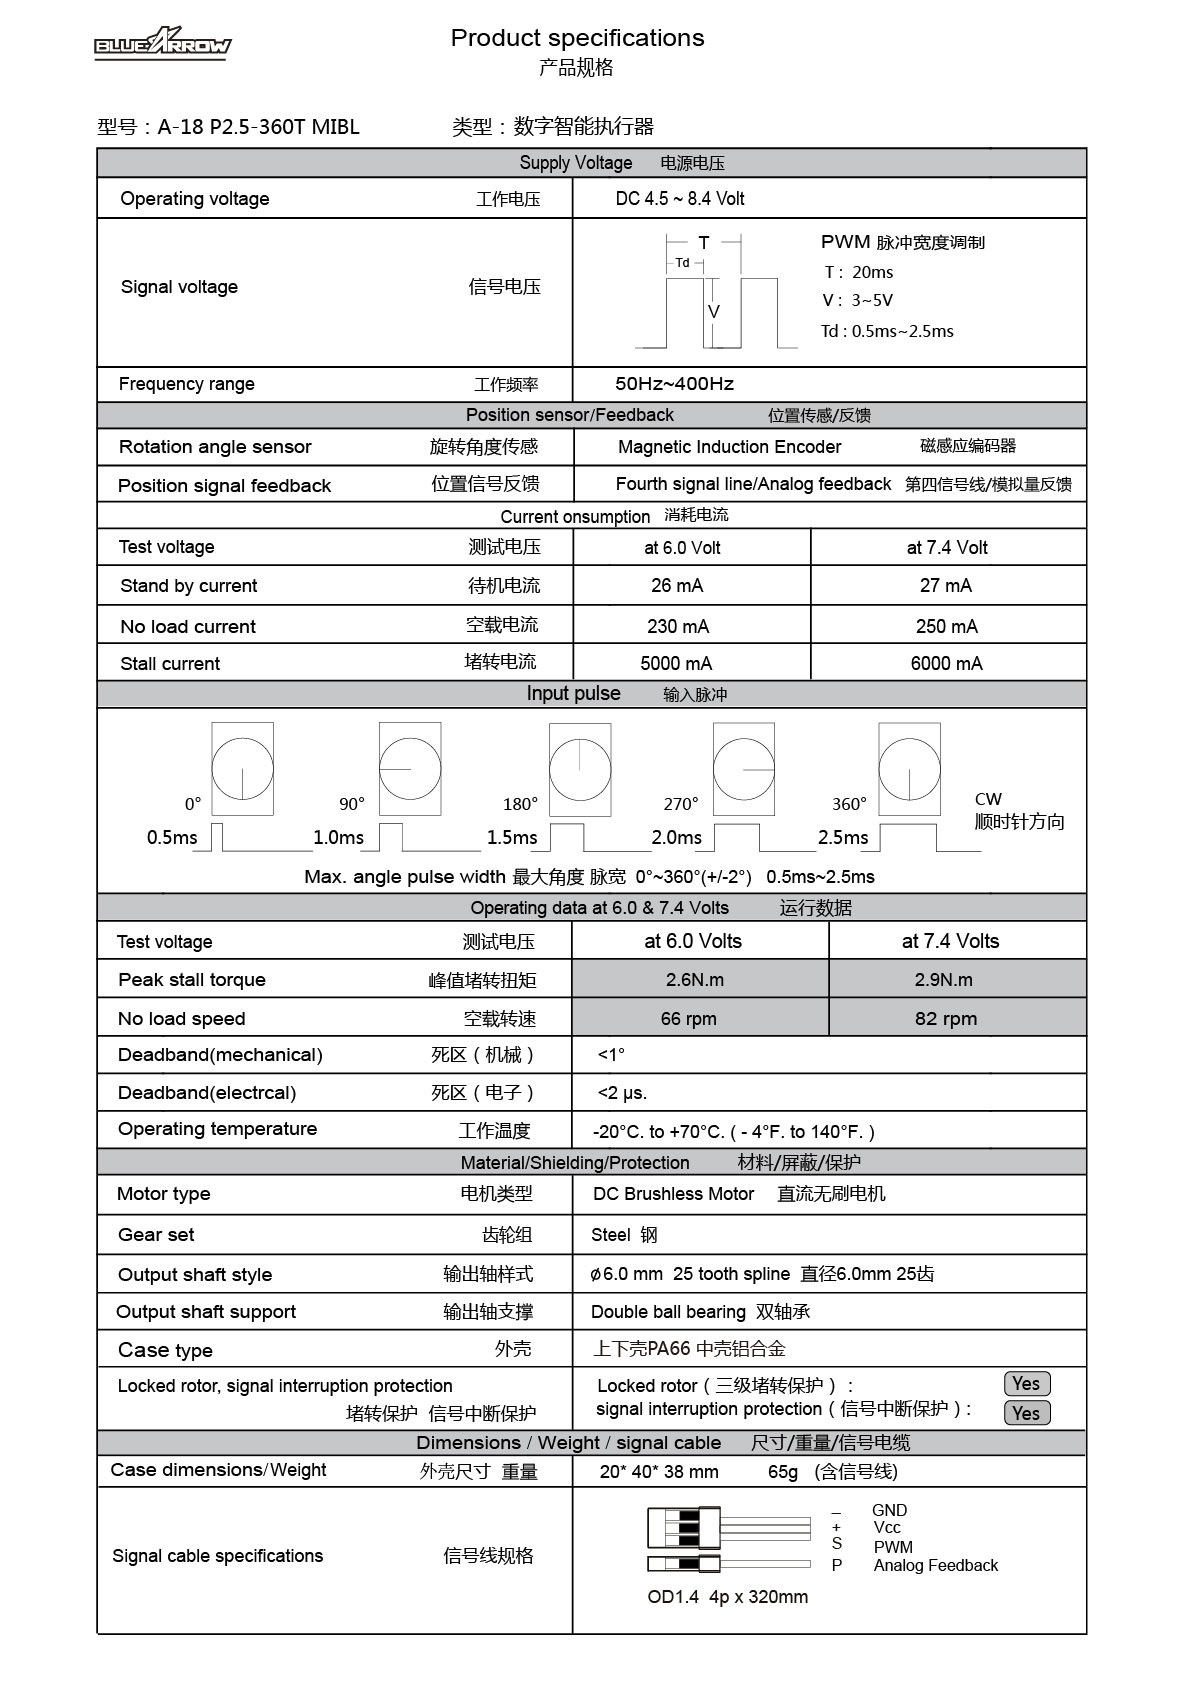 BLUE ARROW
Product specifications
产品规格
型号：A-18 P2.5-360T MIBL 类型：数字智能执行器
Supply Voltage 电源电压
Operating voltage 工作电压 DC 4.5 ~ 8.4 Volt
Signal voltage 信号电压
T
Td
V
PWM 脉冲宽度调制
T： 20ms
V： 3~5V
Td : 0.5ms~2.5ms
Frequency range 工作频率 50Hz~400Hz
Position sensor/Feedback 位置传感/反馈
Rotation angle sensor 旋转角度传感 Magnetic Induction Encoder 磁感应编码器
Position signal feedback 位置信号反馈 Fourth signal line/Analog feedback 第四信号线/模拟量反馈
Current onsumption 消耗电流
Test voltage 测试电压 at 6.0 Volt at 7.4 Volt
Stand by current 待机电流 26 mA 27 mA
No load current 空载电流 230 mA 250 mA
Stall current 堵转电流 5000 mA 6000 mA
Input pulse 输入脉冲
0° 90° 180° 270° 360° CW
顺时针方向
0.5ms 1.0ms 1.5ms 2.0ms 2.5ms
Max. angle pulse width 最大角度 脉宽 0°~360°(+/-2°) 0.5ms~2.5ms
Operating data at 6.0 & 7.4 Volts 运行数据
Test voltage 测试电压 at 6.0 Volts at 7.4 Volts
Peak stall torque 峰值堵转扭矩 2.6N.m 2.9N.m
No load speed 空载转速 66 rpm 82 rpm
Deadband(mechanical) 死区（机械） <1°
Deadband(electrcal) 死区（电子） <2 µs.
Operating temperature 工作温度 -20°C. to +70°C. ( - 4°F. to 140°F. )
Material/Shielding/Protection 材料/屏蔽/保护
Motor type 电机类型 DC Brushless Motor 直流无刷电机
Gear set 齿轮组 Steel 钢
Output shaft style 输出轴样式 ∅6.0 mm 25 tooth spline 直径6.0mm 25齿
Output shaft support 输出轴支撑 Double ball bearing 双轴承
Case type 外壳 上下壳PA66 中壳铝合金
Locked rotor, signal interruption protection
堵转保护 信号中断保护
Locked rotor（三级堵转保护）： Yes
signal interruption protection（信号中断保护）: Yes
Dimensions / Weight / signal cable 尺寸/重量/信号电缆
Case dimensions/Weight 外壳尺寸 重量 20* 40* 38 mm 65g (含信号线)
Signal cable specifications 信号线规格
– GND
+ Vcc
S PWM
P Analog Feedback
OD1.4 4p x 320mm